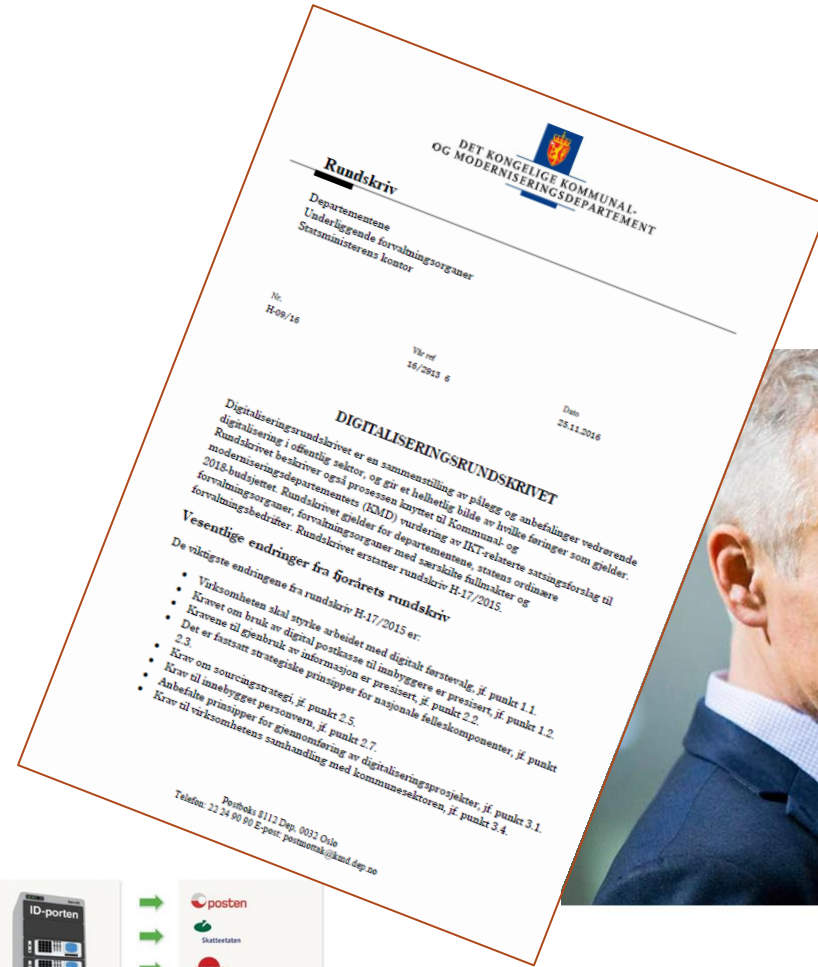 DET KONGELIGE KOMMUNAL-
OG MODERNISERINGSDEPARTEMENT
Rundskriv
Departementene
Underliggende forvaltningsorganer
Statsministerens kontor
Nr.
H-09/16
Vår ref
16/2913 6
Dato
25.11.2016
DIGITALISERINGSRUNDSKRIVET
Digitaliseringsrundskrivet er en sammenstilling av pålegg og anbefalinger vedrørende
digitalisering i offentlig sektor, og gir et helhetlig bilde av hvilke føringer som gjelder.
Rundskrivet beskriver også prosessen knyttet til Kommunal- og
moderniseringsdepartementets (KMD) vurdering av IKT-relaterte satsingsforslag til
2018-budsjettet. Rundskrivet gjelder for departementene, statens ordinære
forvaltningsorganer, forvaltningsorganer med særskilte fullmakter og
forvaltningsbedrifter. Rundskrivet erstatter rundskriv H-17/2015.
Vesentlige endringer fra fjorårets rundskriv
De viktigste endringene fra rundskriv H-17/2015 er:
• Virksomheten skal styrke arbeidet med digitalt førstevalg, jf. punkt 1.1.
• Kravet om bruk av digital postkasse til innbyggere er presisert, jf. punkt 1.2.
• Kravene til gjenbruk av informasjon er presisert, jf. punkt 2.2.
• Det er fastsatt strategiske prinsipper for nasjonale felleskomponenter, jf. punkt
2.3.
• Krav om sourcingstrategi, jf. punkt 2.5.
• Krav til innebygget personvern, jf. punkt 2.7.
• Anbefalte prinsipper for gjennomføring av digitaliseringsprosjekter, jf. punkt 3.1.
• Krav til virksomhetens samhandling med kommunesektoren, jf. punkt 3.4.
Postboks 8112 Dep, 0032 Oslo
Telefon: 22 24 90 90 E-post: postmottak@kmd.dep.no
ID-porten
posten
Skatteetaten